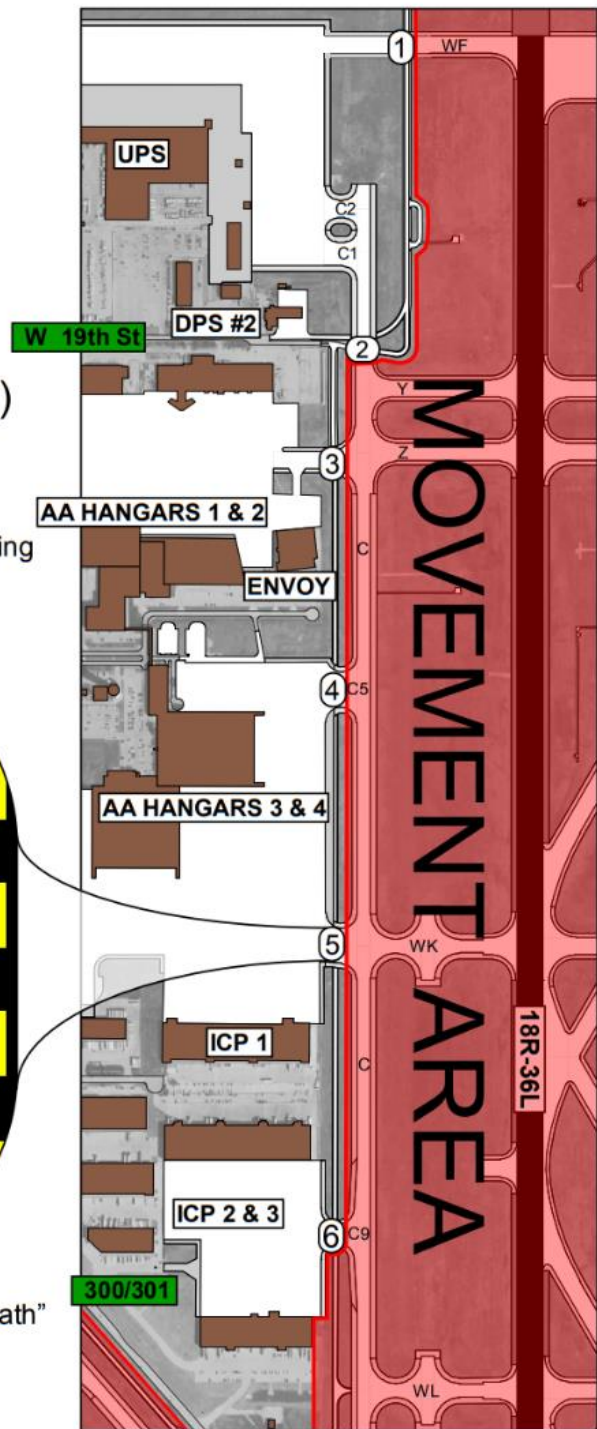 1
WF
UPS
C2
C1
DPS #2
W 19th St
2
)
Y
3
Z
AA HANGARS 1 & 2
ing
C
ENVOY
4
C5
AA HANGARS 3 & 4
MOVEMENT AREA
5
WK
18R-36L
ICP 1
C
ICP 2 & 3
6
C9
300/301
ath”
WL